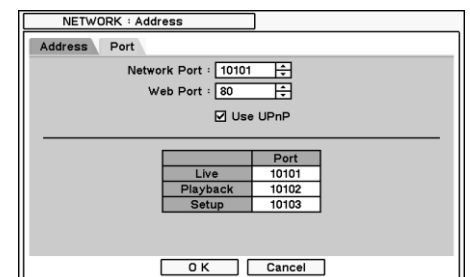 NETWORK : Address
Address Port
Network Port : 10101
Web Port : 80
Use UPnP
Port
Live 10101
Playback 10102
Setup 10103
O K Cancel